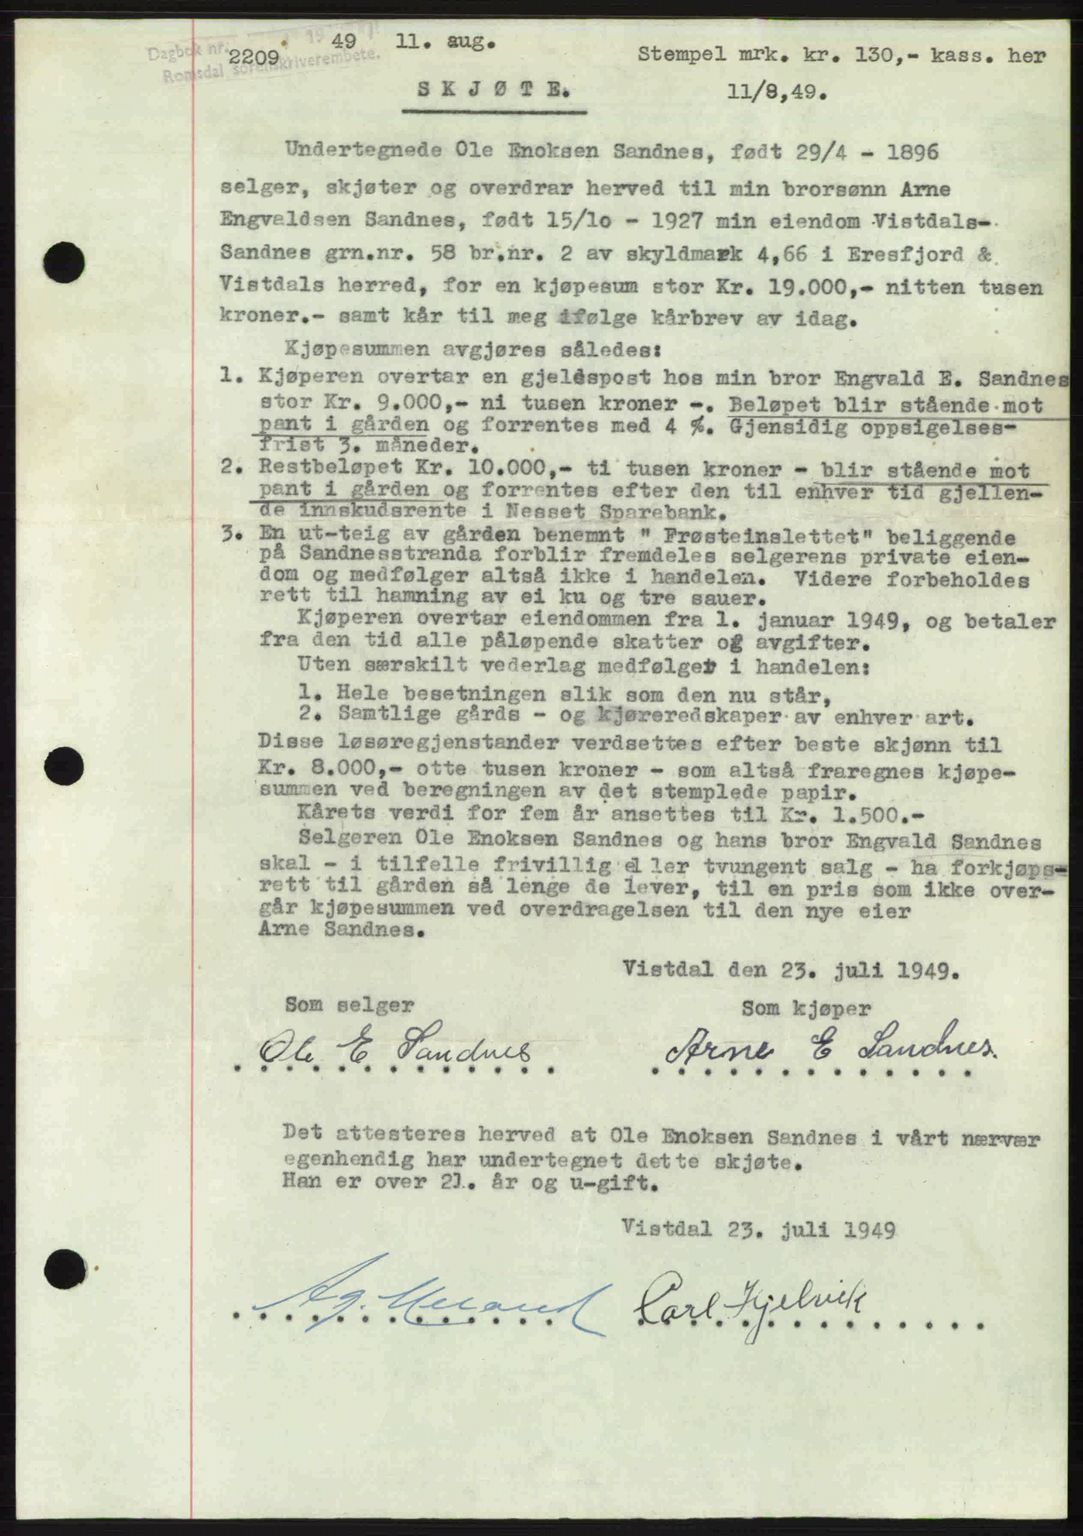 Dagbok nr. 2209 19 49 11. aug.
Romsdal sorenskriverembete.
Stempel mrk. kr. 130,- kass. her
11/8,49.
S K J Ø T E.
Undertegnede Ole Enoksen Sandnes, født 29/4 - 1896
selger, skjøter og overdrar herved til min brorsønn Arne
Engvaldsen Sandnes, født 15/10 - 1927 min eiendom Vistdals-
Sandnes grn.nr. 58 br.nr. 2 av skyldmark 4,66 i Eresfjord &
Vistdals herred, for en kjøpesum stor Kr. 19.000,- nitten tusen
kroner.- samt kår til meg ifølge kårbrev av idag.
Kjøpesummen avgjøres således:
1. Kjøperen overtar en gjeldspost hos min bror Engvald E. Sandnes
stor Kr. 9.000,- ni tusen kroner -. Beløpet blir stående mot
pant i gården og forrentes med 4 %. Gjensidig oppsigelses-
frist 3. måneder.
2. Restbeløpet Kr. 10.000,- ti tusen kroner - blir stående mot
pant i gården og forrentes efter den til enhver tid gjellen-
de innskudsrente i Nesset Sparebank.
3. En ut-teig av gården benemnt " Frøsteinslettet" beliggende
på Sandnesstranda forblir fremdeles selgerens private eien-
dom og medfølger altså ikke i handelen. Videre forbeholdes
rett til hamning av ei ku og tre sauer.
Kjøperen overtar eiendommen fra 1. januar 1949, og betaler
fra den tid alle påløpende skatter og avgifter.
Uten særskilt vederlag medfølger i handelen:
1. Hele besetningen slik som den nu står,
2. Samtlige gårds - og kjøreredskaper av enhver art.
Disse løsøregjenstander verdsettes efter beste skjønn til
Kr. 8.000,- otte tusen kroner - som altså fraregnes kjøpe-
summen ved beregningen av det stemplede papir.
Kårets verdi for fem år ansettes til Kr. 1.500.-
Selgeren Ole Enoksen Sandnes og hans bror Engvald Sandnes
skal - i tilfelle frivillig el ler tvungent salg - ha forkjøps-
rett til gården så lenge de lever, til en pris som ikke over-
går kjøpesummen ved overdragelsen til den nye eier
Arne Sandnes.
Vistdal den 23. juli 1949.
Som selger Som kjøper
Ole E Sandnes Arne E Sandnes.
Det attesteres herved at Ole Enoksen Sandnes i vårt nærvær
egenhendig har undertegnet dette skjøte.
Han er over 21. år og u-gift.
Vistdal 23. juli 1949
Carl Hjelvik